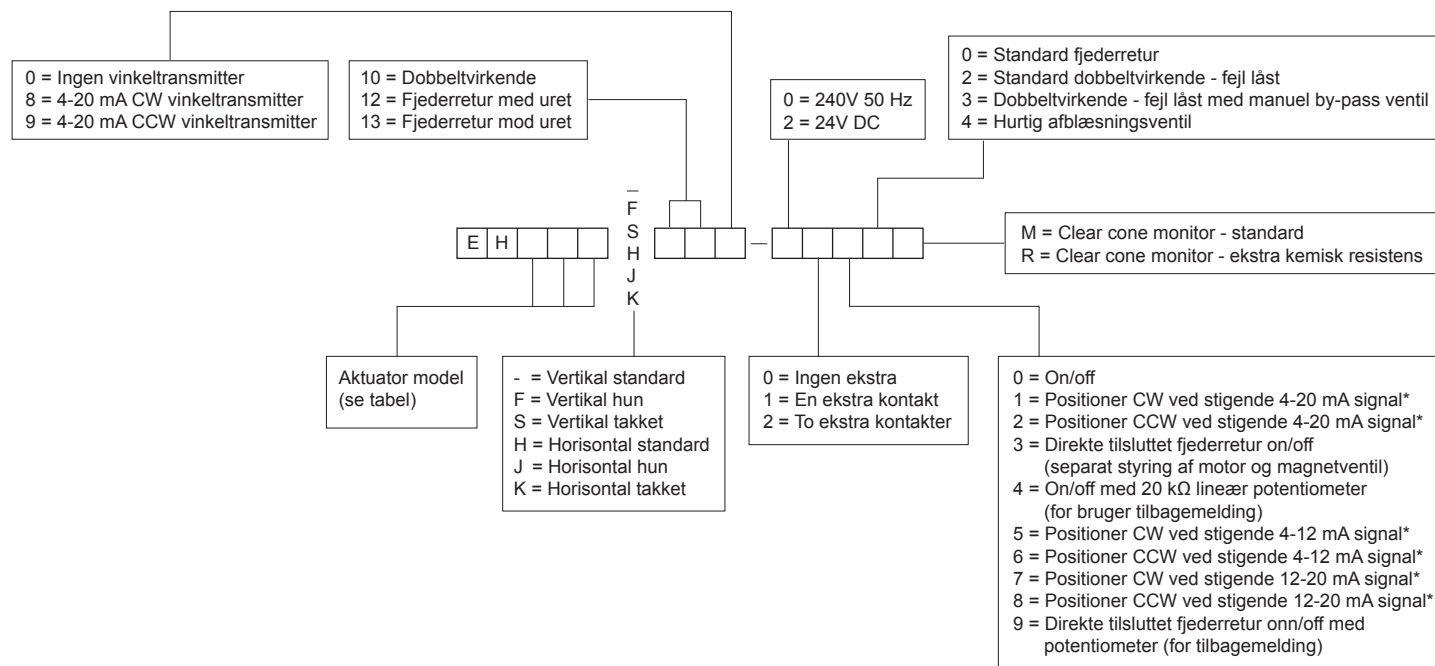 0 = Ingen vinkeltransmitter
8 = 4-20 mA CW vinkeltransmitter
9 = 4-20 mA CCW vinkeltransmitter
10 = Dobbeltvirkende
12 = Fjederretur med uret
13 = Fjederretur mod uret
0 = 240V 50 Hz
2 = 24V DC
0 = Standard fjederretur
2 = Standard dobbeltvirkende - fejl låst
3 = Dobbeltvirkende - fejl låst med manuel by-pass ventil
4 = Hurtig afblæsningsventil
E H
–
F
S
H
J
K
–
M = Clear cone monitor - standard
R = Clear cone monitor - ekstra kemisk resistens
Aktuator model
(se tabel)
- = Vertikal standard
F = Vertikal hun
S = Vertikal takket
H = Horisontal standard
J = Horisontal hun
K = Horisontal takket
0 = Ingen ekstra
1 = En ekstra kontakt
2 = To ekstra kontakter
0 = On/off
1 = Positioner CW ved stigende 4-20 mA signal*
2 = Positioner CCW ved stigende 4-20 mA signal*
3 = Direkte tilsluttet fjederretur on/off
(separat styring af motor og magnetventil)
4 = On/off med 20 kΩ lineær potentiometer
(for bruger tilbagemelding)
5 = Positioner CW ved stigende 4-12 mA signal*
6 = Positioner CCW ved stigende 4-12 mA signal*
7 = Positioner CW ved stigende 12-20 mA signal*
8 = Positioner CCW ved stigende 12-20 mA signal*
9 = Direkte tilsluttet fjederretur onn/off med
potentiometer (for tilbagemelding)